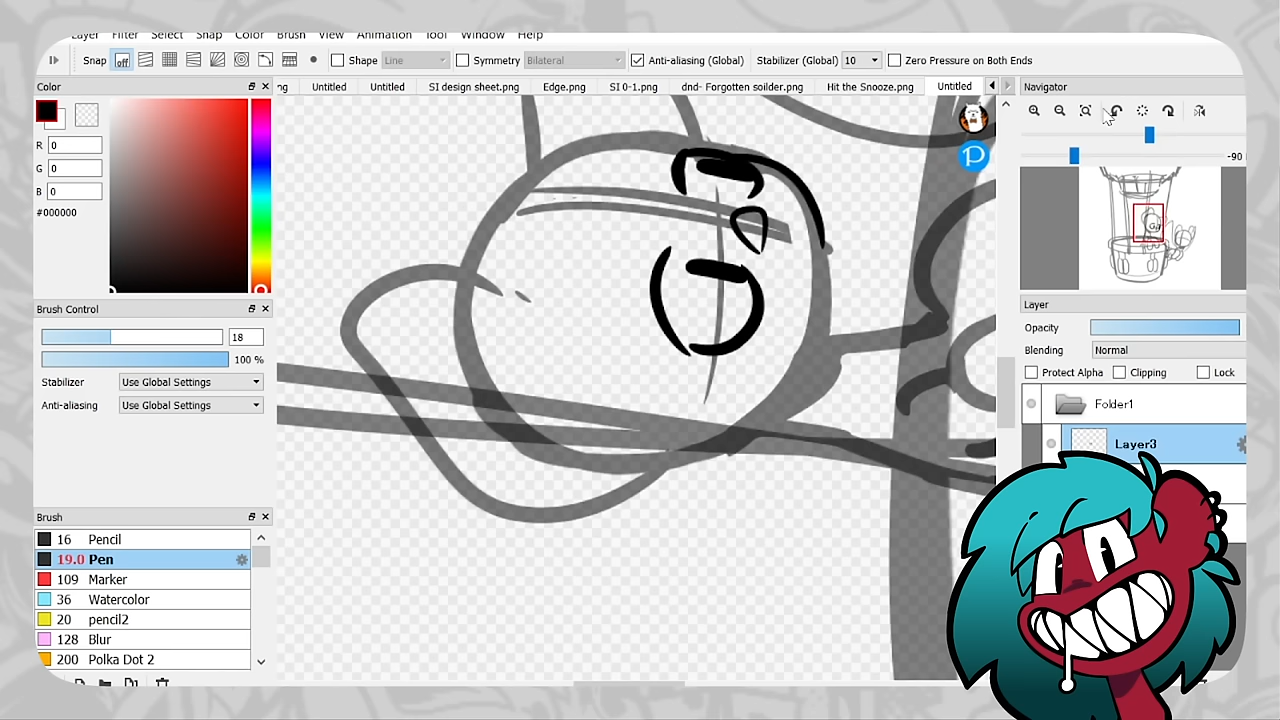 Layer Filter Select Snap Color Brush View Animation Tool Window Help
Snap off Shape Line Symmetry Bilateral Anti-aliasing (Global) Stabilizer (Global) 10 Zero Pressure on Both Ends
Color
ng Untitled Untitled SI design sheet.png Edge.png SI 0-1.png dnd- Forgotten soilder.png Hit the Snooze.png Untitled
Navigator
R 0
G 0
B 0
#000000
-90
Brush Control
18
100 %
Stabilizer Use Global Settings
Anti-aliasing Use Global Settings
Layer
Opacity
Blending Normal
Protect Alpha Clipping Lock
Folder1
Layer3
Brush
16 Pencil
19.0 Pen
109 Marker
36 Watercolor
20 pencil2
128 Blur
200 Polka Dot 2